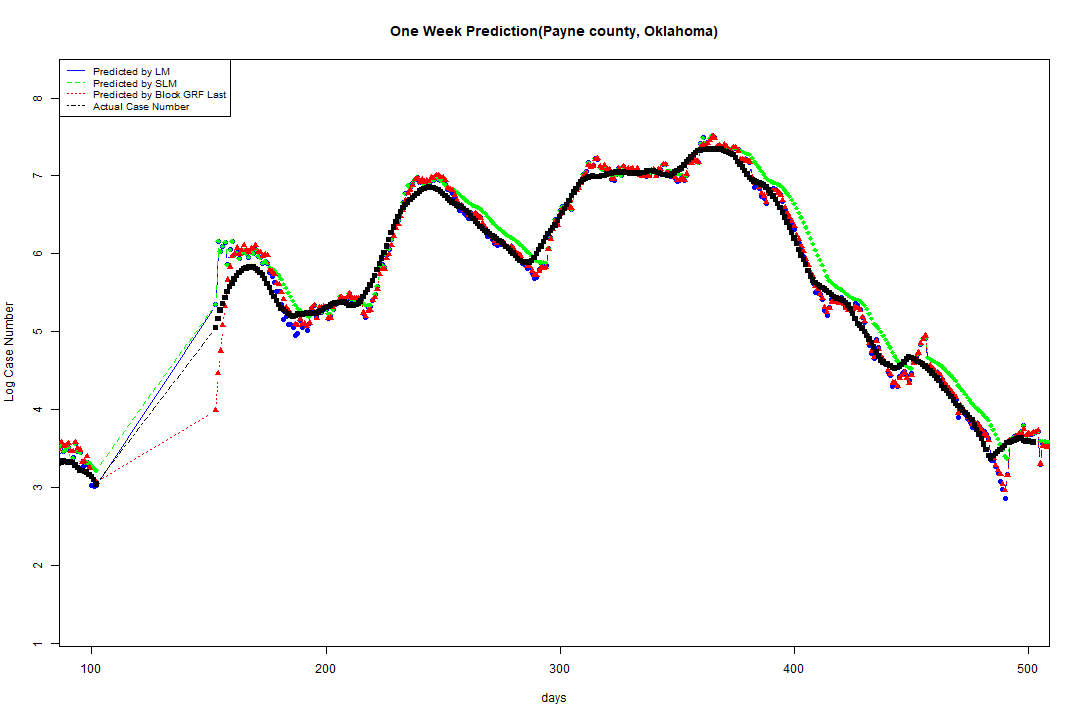 One Week Prediction(Payne county, Oklahoma)
Predicted by LM
Predicted by SLM
Predicted by Block GRF Last
Actual Case Number
8
7
6
5
4
3
2
1
Log Case Number
100 200 300 400 500
days